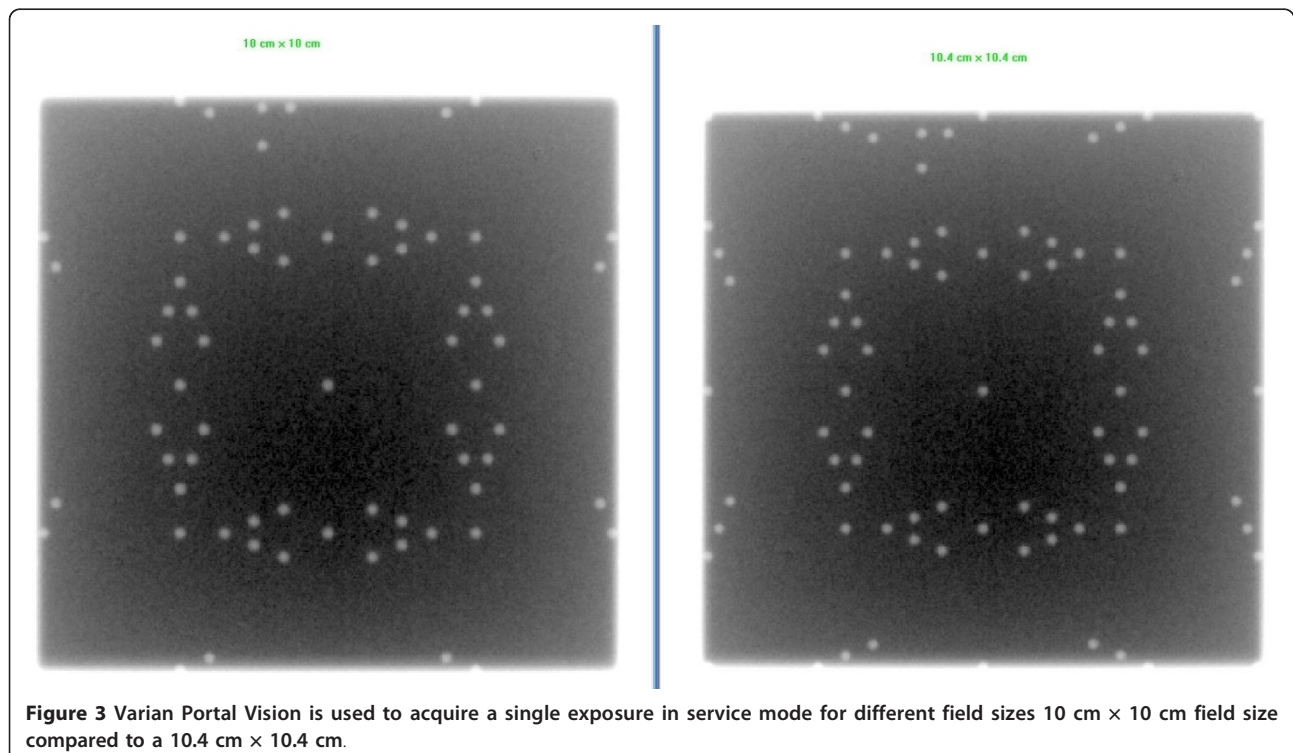 10 cm x 10 cm
10.4 cm x 10.4 cm
Figure 3 Varian Portal Vision is used to acquire a single exposure in service mode for different field sizes 10 cm × 10 cm field size
compared to a 10.4 cm × 10.4 cm.